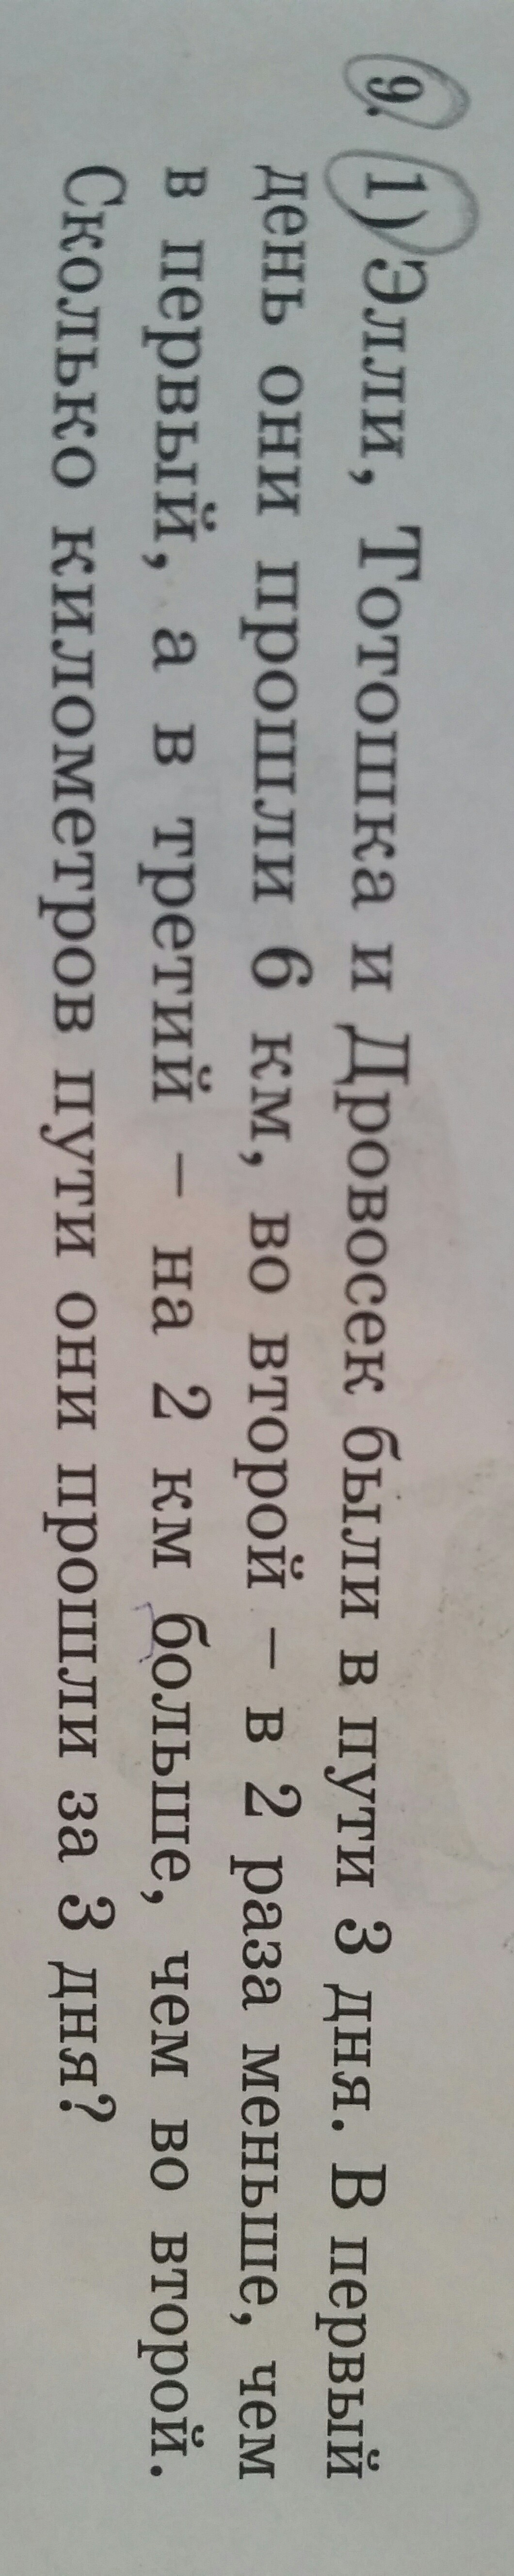 9. 1) Элли, Тотошка и Дровосек были в пути 3 дня. В первый
день они прошли 6 км, во второй – в 2 раза меньше, чем
в первый, а в третий – на 2 км больше, чем во второй.
Сколько километров пути они прошли за 3 дня?